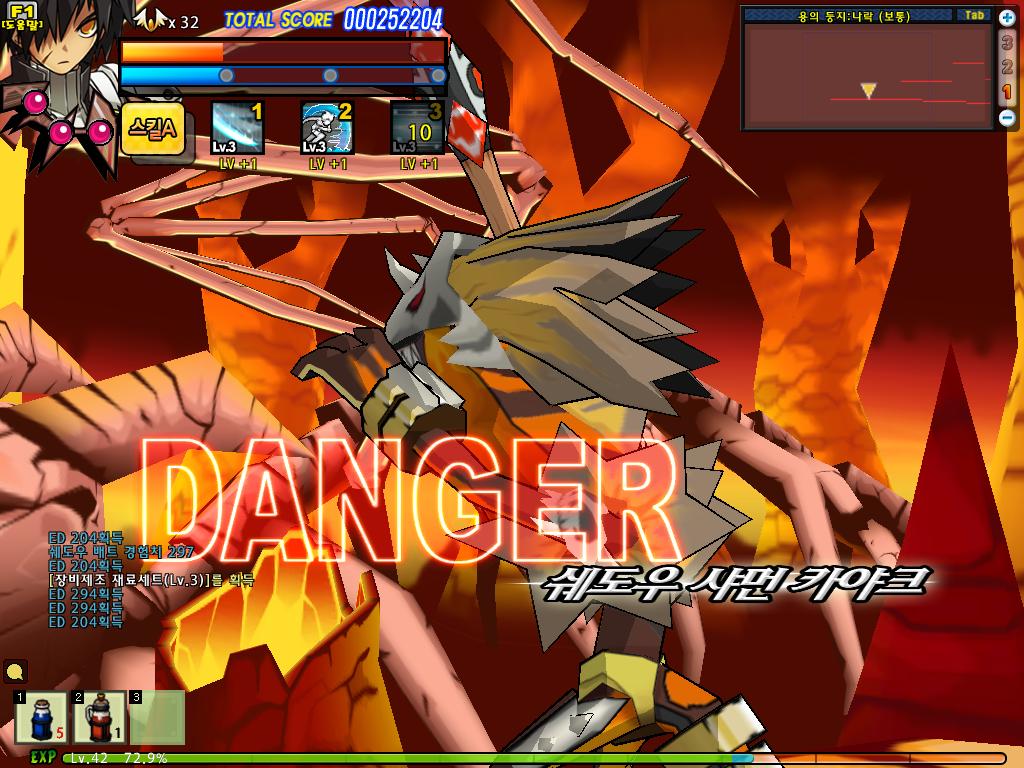 F1
[도움말]
x 32
TOTAL SCORE 000252204
용의 둥지:나락 (보통) Tab
3
2
1
스킬A
1 2 3
10
Lv.3 Lv.3 Lv.3
LV +1 LV +1 LV +1
DANGER
쉐도우 샤먼 카야크
ED 204획득
쉐도우 배트 경험치 297
ED 204획득
[장비제조 재료세트(Lv.3)]를 획득
ED 294획득
ED 294획득
ED 204획득
1 2 3
5 1
EXP Lv.42 72.9%